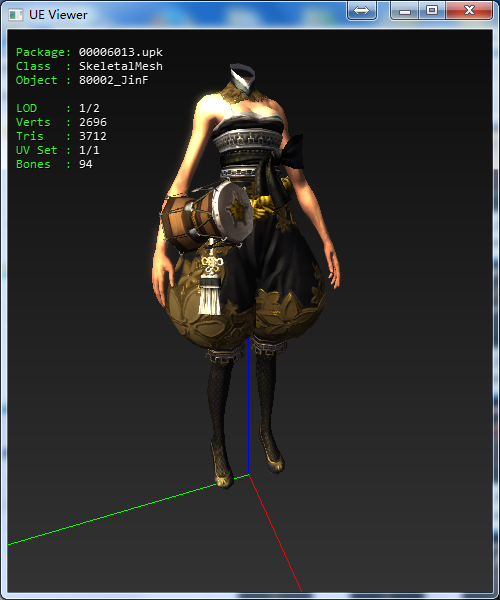 UE Viewer
Package: 00006013.upk
Class : SkeletalMesh
Object : 80002_JinF
LOD : 1/2
Verts : 2696
Tris : 3712
UV Set : 1/1
Bones : 94